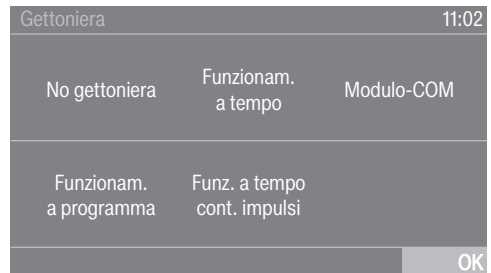 Gettoniera 11:02
No gettoniera
Funzionam.
a tempo
Modulo-COM
Funzionam.
a programma
Funz. a tempo
cont. impulsi
OK